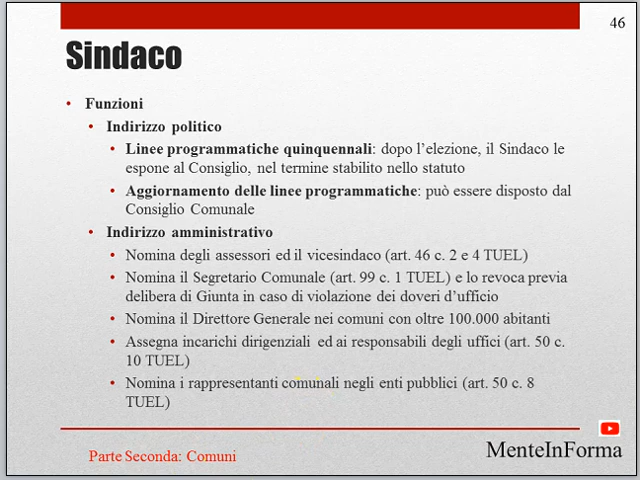 46
Sindaco
• Funzioni
• Indirizzo politico
• Linee programmatiche quinquennali: dopo l'elezione, il Sindaco le
espone al Consiglio, nel termine stabilito nello statuto
• Aggiornamento delle linee programmatiche: può essere disposto dal
Consiglio Comunale
• Indirizzo amministrativo
• Nomina degli assessori ed il vicesindaco (art. 46 c. 2 e 4 TUEL)
• Nomina il Segretario Comunale (art. 99 c. 1 TUEL) e lo revoca previa
delibera di Giunta in caso di violazione dei doveri d'ufficio
• Nomina il Direttore Generale nei comuni con oltre 100.000 abitanti
• Assegna incarichi dirigenziali ed ai responsabili degli uffici (art. 50 c.
10 TUEL)
• Nomina i rappresentanti comunali negli enti pubblici (art. 50 c. 8
TUEL)
Parte Seconda: Comuni
MenteInForma